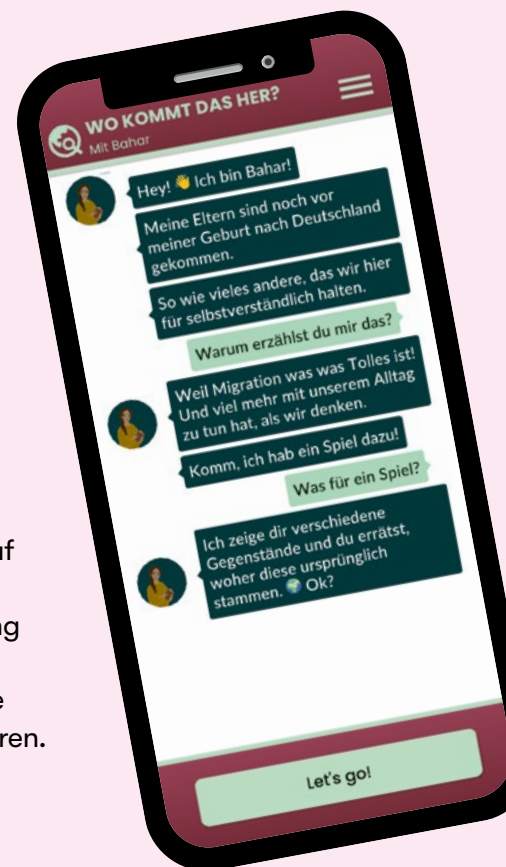 WO KOMMT DAS HER?
Mit Bahar
Hey! 👋 Ich bin Bahar!
Meine Eltern sind noch vor
meiner Geburt nach Deutschland
gekommen.
So wie vieles andere, das wir hier
für selbstverständlich halten.
Warum erzählst du mir das?
Weil Migration was was Tolles ist!
Und viel mehr mit unserem Alltag
zu tun hat, als wir denken.
Komm, ich hab ein Spiel dazu!
Was für ein Spiel?
Ich zeige dir verschiedene
Gegenstände und du errätst,
woher diese ursprünglich
stammen. 🌍 Ok?
Let's go!